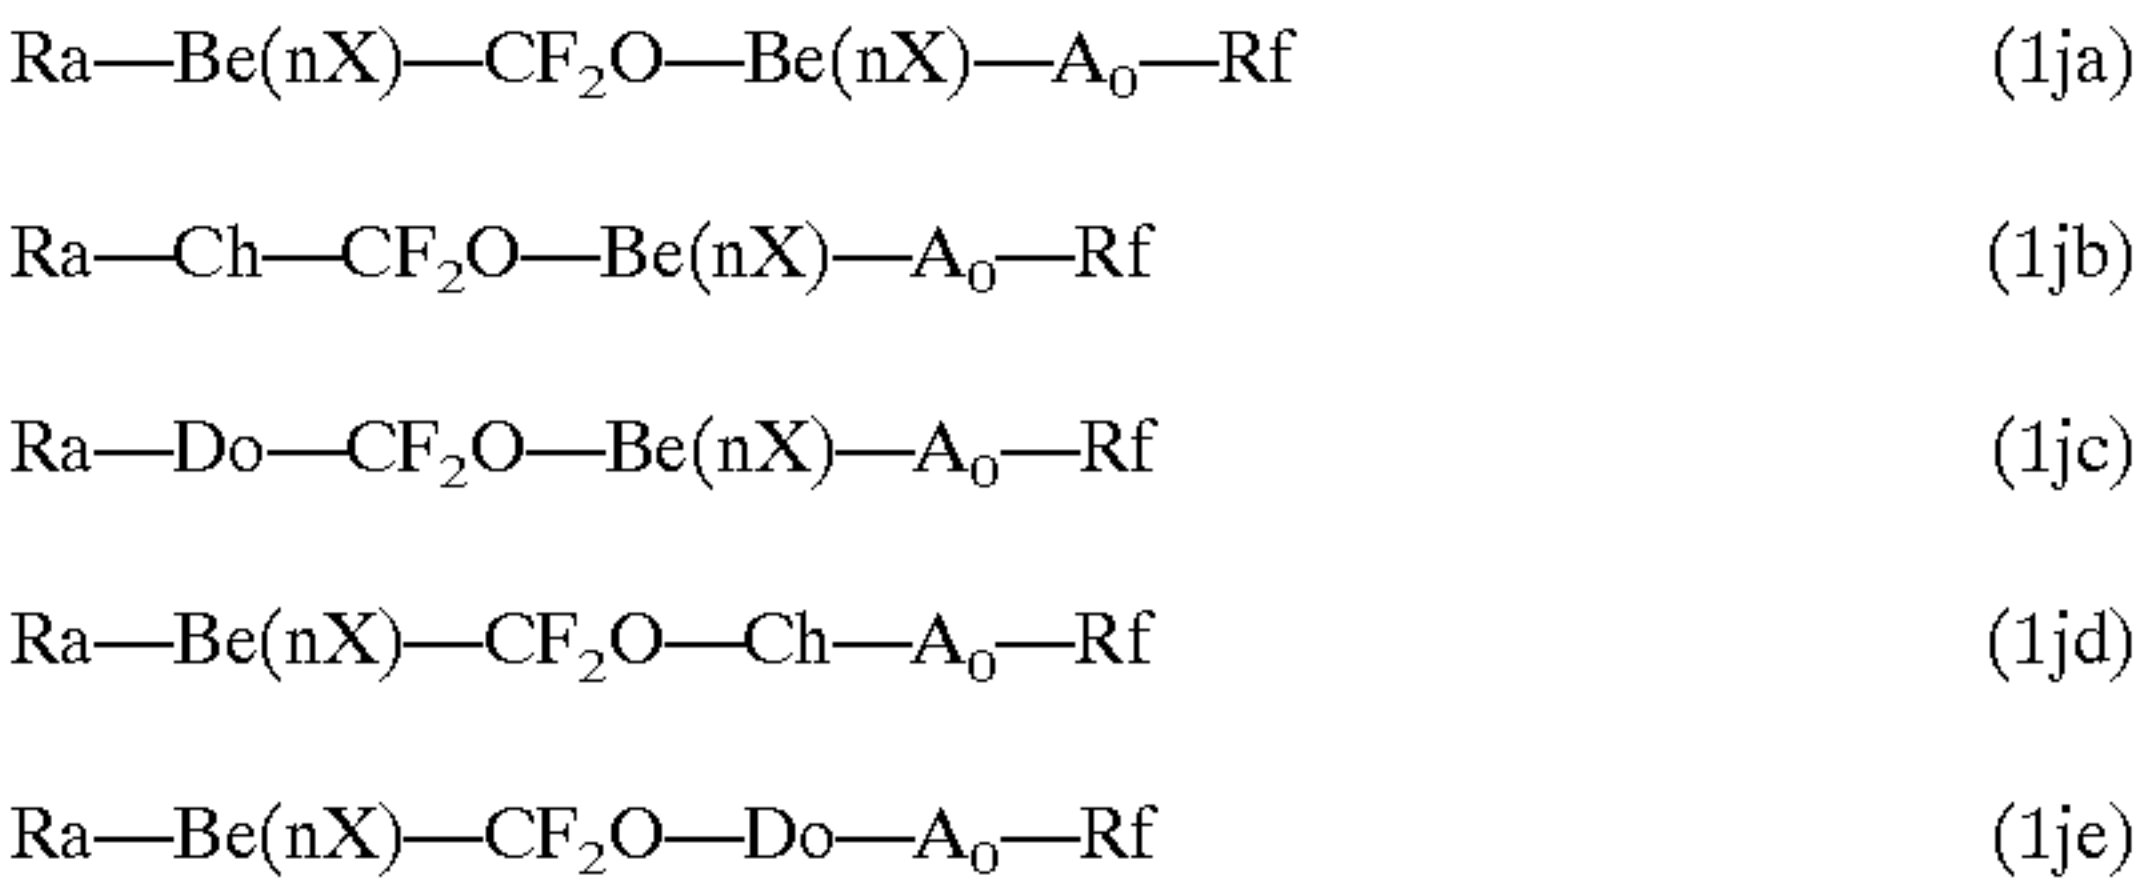 Ra—Be(nX)—CF₂O—Be(nX)—A₀—Rf (1ja)
Ra—Ch—CF₂O—Be(nX)—A₀—Rf (1jb)
Ra—Do—CF₂O—Be(nX)—A₀—Rf (1jc)
Ra—Be(nX)—CF₂O—Ch—A₀—Rf (1jd)
Ra—Be(nX)—CF₂O—Do—A₀—Rf (1je)